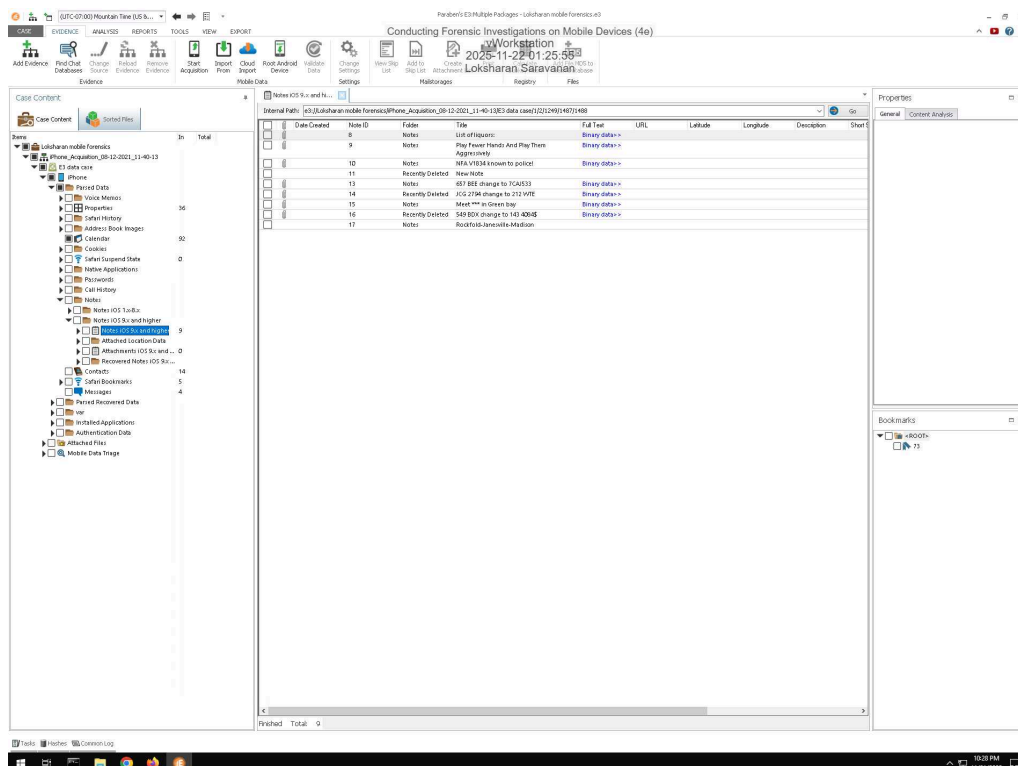 (UTC-07:00) Mountain Time (US &...
Paraben's E3:Multiple Packages - Loksharan mobile forensics.e3
CASE EVIDENCE ANALYSIS REPORTS TOOLS VIEW EXPORT
Conducting Forensic Investigations on Mobile Devices (4e)
vWorkstation
2025-11-22 01:25:55
Loksharan Saravanan
Add Evidence
Find Chat Databases
Change Source
Reload Evidence
Remove Evidence
Start Acquisition
Import From
Cloud Import
Root Android Device
Validate Data
Change Settings
View Skip List
Add to Skip List
Create Attachment
MD5 to
Evidence
Mobile Data
Settings
Mailstorages
Registry
Files
Case Content
Case Content Sorted Files
Items In Total
Loksharan mobile forensics
iPhone_Acquisition_08-12-2021_11-40-13
E3 data case
iPhone
Parsed Data
Voice Memos
Properties 36
Safari History
Address Book Images
Calendar 92
Cookies
Safari Suspend State 0
Native Applications
Passwords
Call History
Notes
Notes iOS 1.x-8.x
Notes iOS 9.x and higher
Notes iOS 9.x and higher 9
Attached Location Data
Attachments iOS 9.x and ... 0
Recovered Notes iOS 9.x ...
Contacts 14
Safari Bookmarks 5
Messages 4
Parsed Recovered Data
var
Installed Applications
Authentication Data
Attached Files
Mobile Data Triage
Notes iOS 9.x and hi...
Internal Path: e3://Loksharan mobile forensics/iPhone_Acquisition_08-12-2021_11-40-13/E3 data case/1/2/1249/1487/1488 Go
Date Created Note ID Folder Title Full Text URL Latitude Longitude Description Short S
8 Notes List of liquors: Binary data>>
9 Notes Play Fewer Hands And Play Them Aggressively Binary data>>
10 Notes NFA V1834 known to police! Binary data>>
11 Recently Deleted New Note
13 Notes 657 BEE change to 7CAJ533 Binary data>>
14 Recently Deleted JCG 2794 change to 212 WTE Binary data>>
15 Notes Meet *** in Green bay Binary data>>
16 Recently Deleted 549 BDX change to 143 4084$ Binary data>>
17 Notes Rockfold-Janesville-Madison
Finished Total: 9
Properties
General Content Analysis
Bookmarks
<ROOT>
73
Tasks Hashes Common Log
10:28 PM